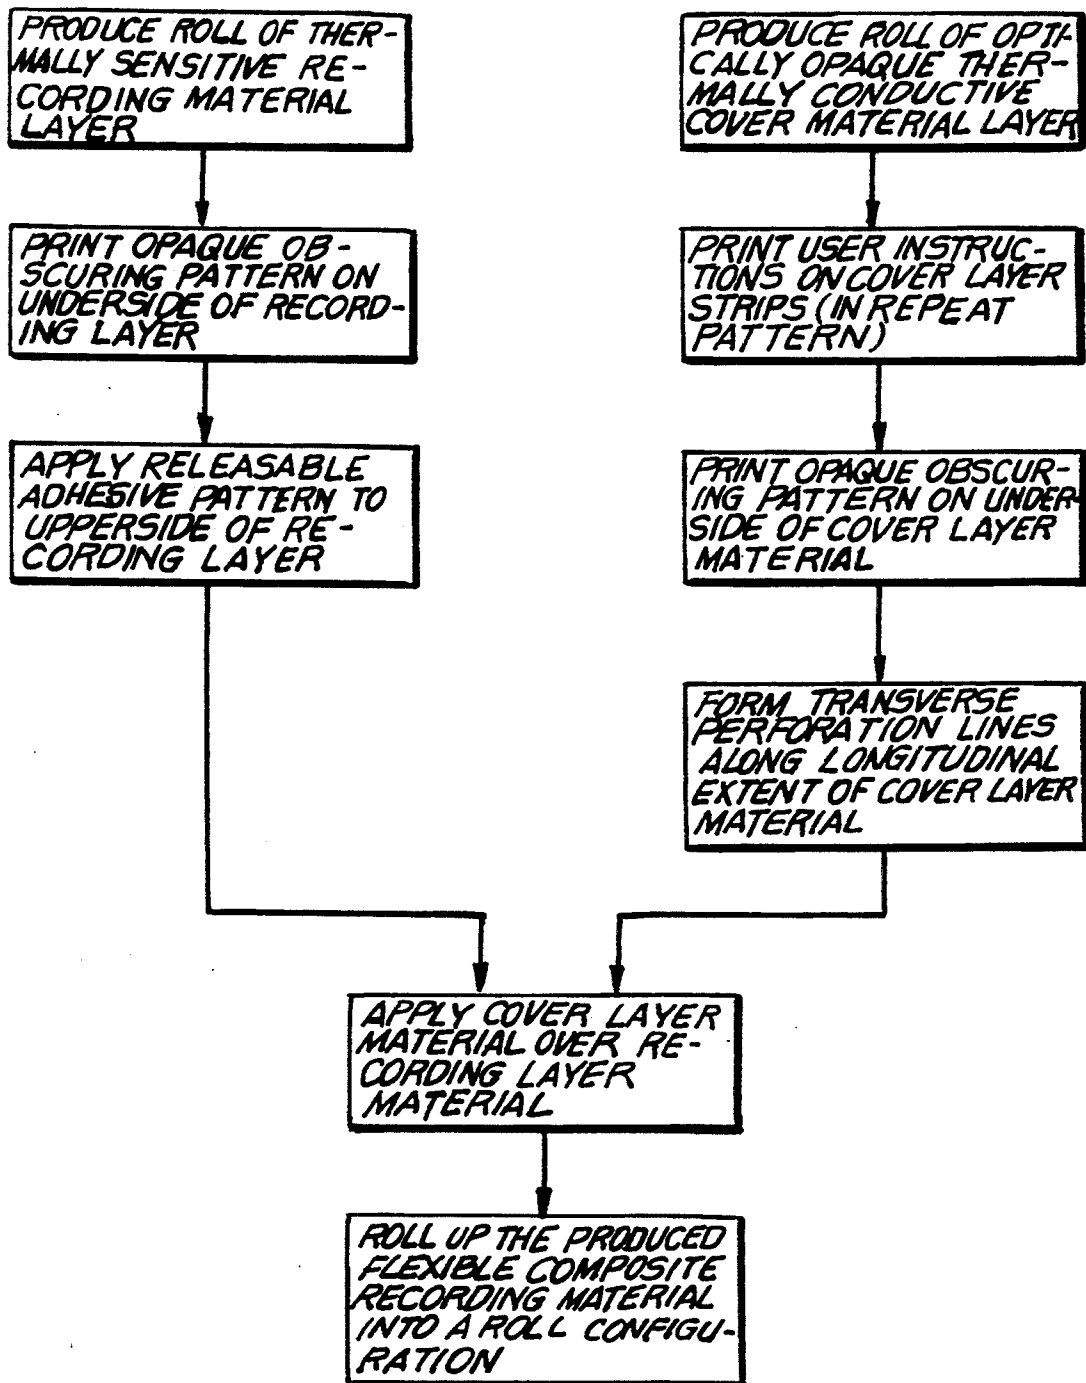 PRODUCE ROLL OF THER-
MALLY SENSITIVE RE-
CORDING MATERIAL
LAYER
PRINT OPAQUE OB-
SCURING PATTERN ON
UNDERSIDE OF RECORD-
ING LAYER
APPLY RELEASABLE
ADHESIVE PATTERN TO
UPPERSIDE OF RE-
CORDING LAYER
PRODUCE ROLL OF OPTI-
CALLY OPAQUE THER-
MALLY CONDUCTIVE
COVER MATERIAL LAYER
PRINT USER INSTRUC-
TIONS ON COVER LAYER
STRIPS (IN REPEAT
PATTERN)
PRINT OPAQUE OBSCUR-
ING PATTERN ON UNDER-
SIDE OF COVER LAYER
MATERIAL
FORM TRANSVERSE
PERFORATION LINES
ALONG LONGITUDINAL
EXTENT OF COVER LAYER
MATERIAL
APPLY COVER LAYER
MATERIAL OVER RE-
CORDING LAYER
MATERIAL
ROLL UP THE PRODUCED
FLEXIBLE COMPOSITE
RECORDING MATERIAL
INTO A ROLL CONFIGU-
RATION